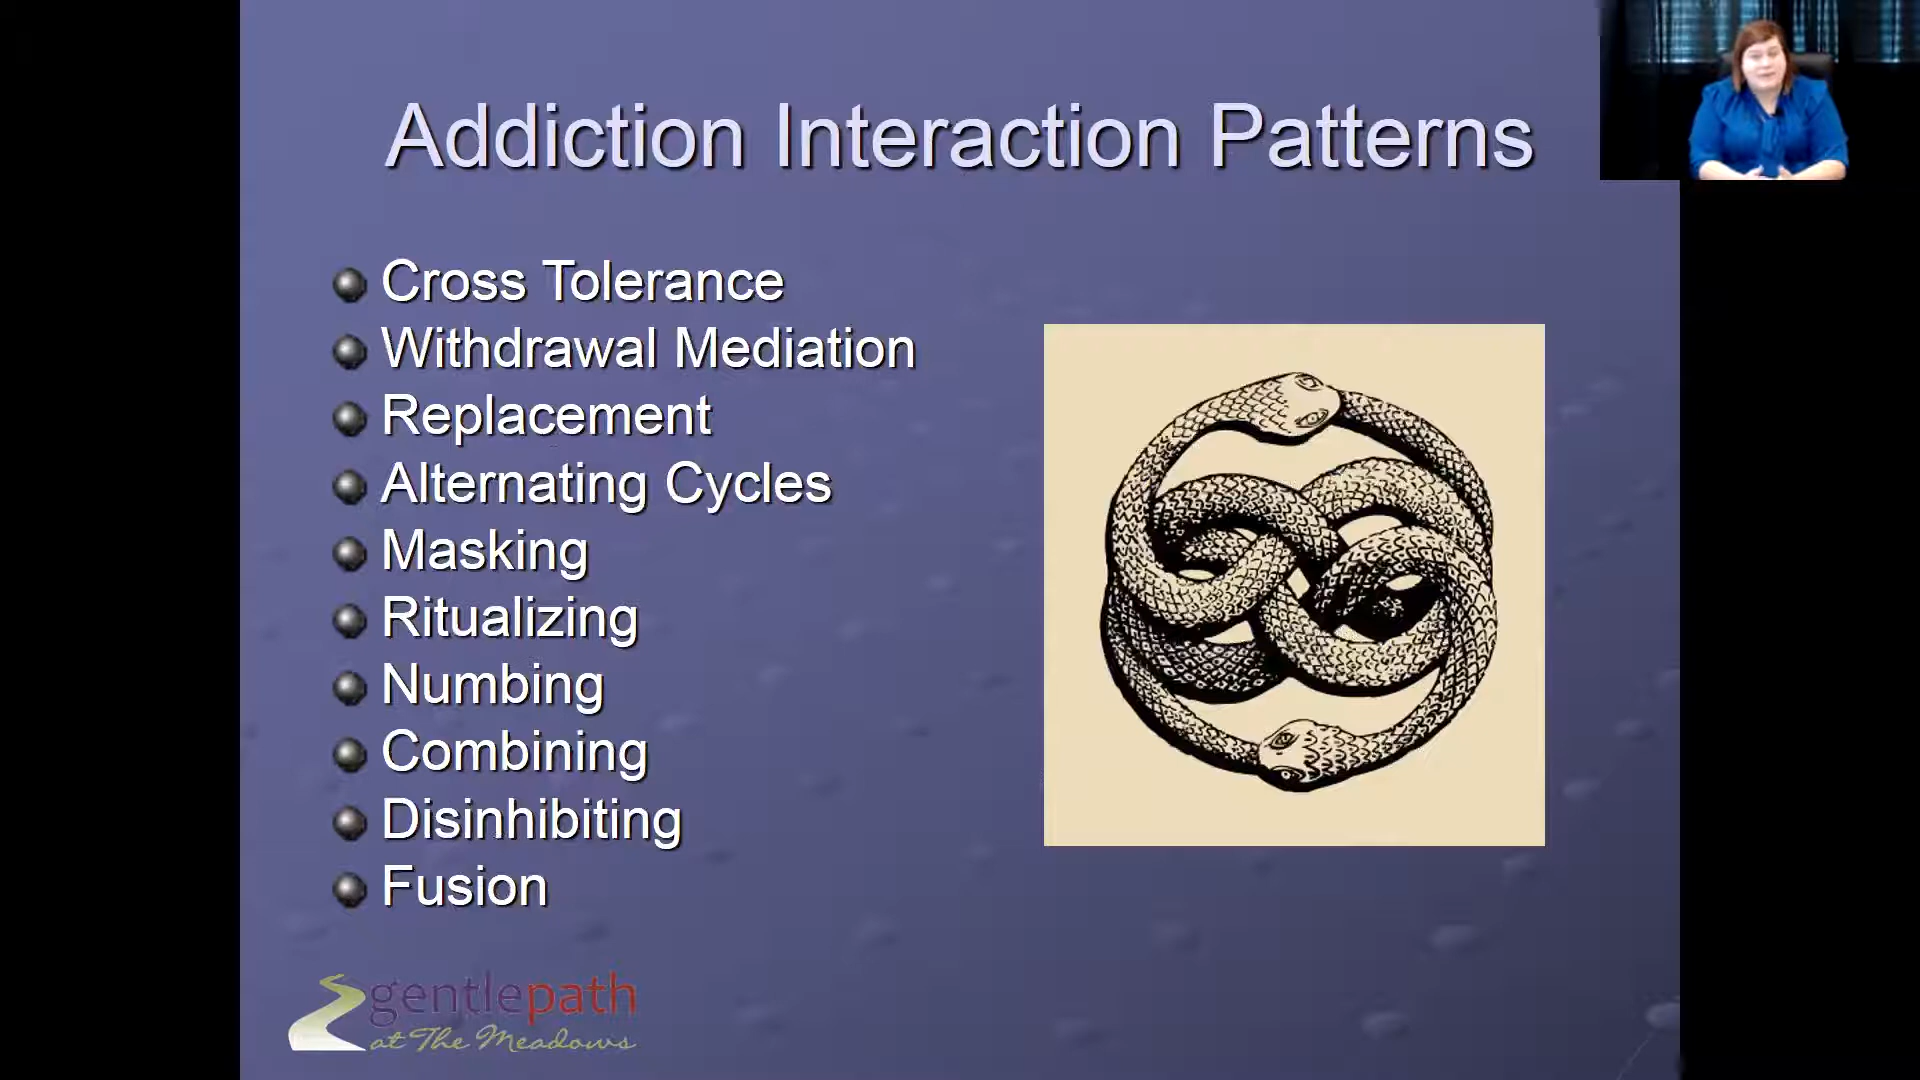 Addiction Interaction Patterns
Cross Tolerance
Withdrawal Mediation
Replacement
Alternating Cycles
Masking
Ritualizing
Numbing
Combining
Disinhibiting
Fusion
gentlepath
at The Meadows